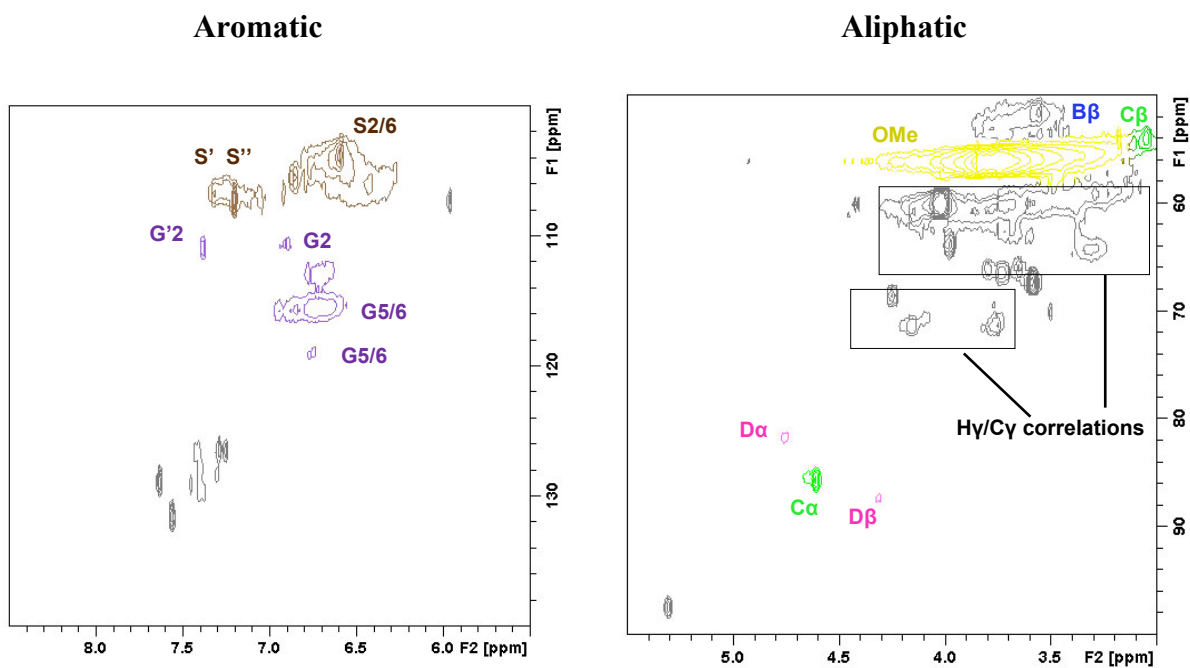 Aromatic
Aliphatic
S2/6
S' S''
G'2
G2
G5/6
G5/6
110
120
130
F1 [ppm]
8.0 7.5 7.0 6.5 6.0 F2 [ppm]
Bβ
Cβ
OMe
Hγ/Cγ correlations
Dα
Cα
Dβ
60
70
80
90
F1 [ppm]
5.0 4.5 4.0 3.5 F2 [ppm]